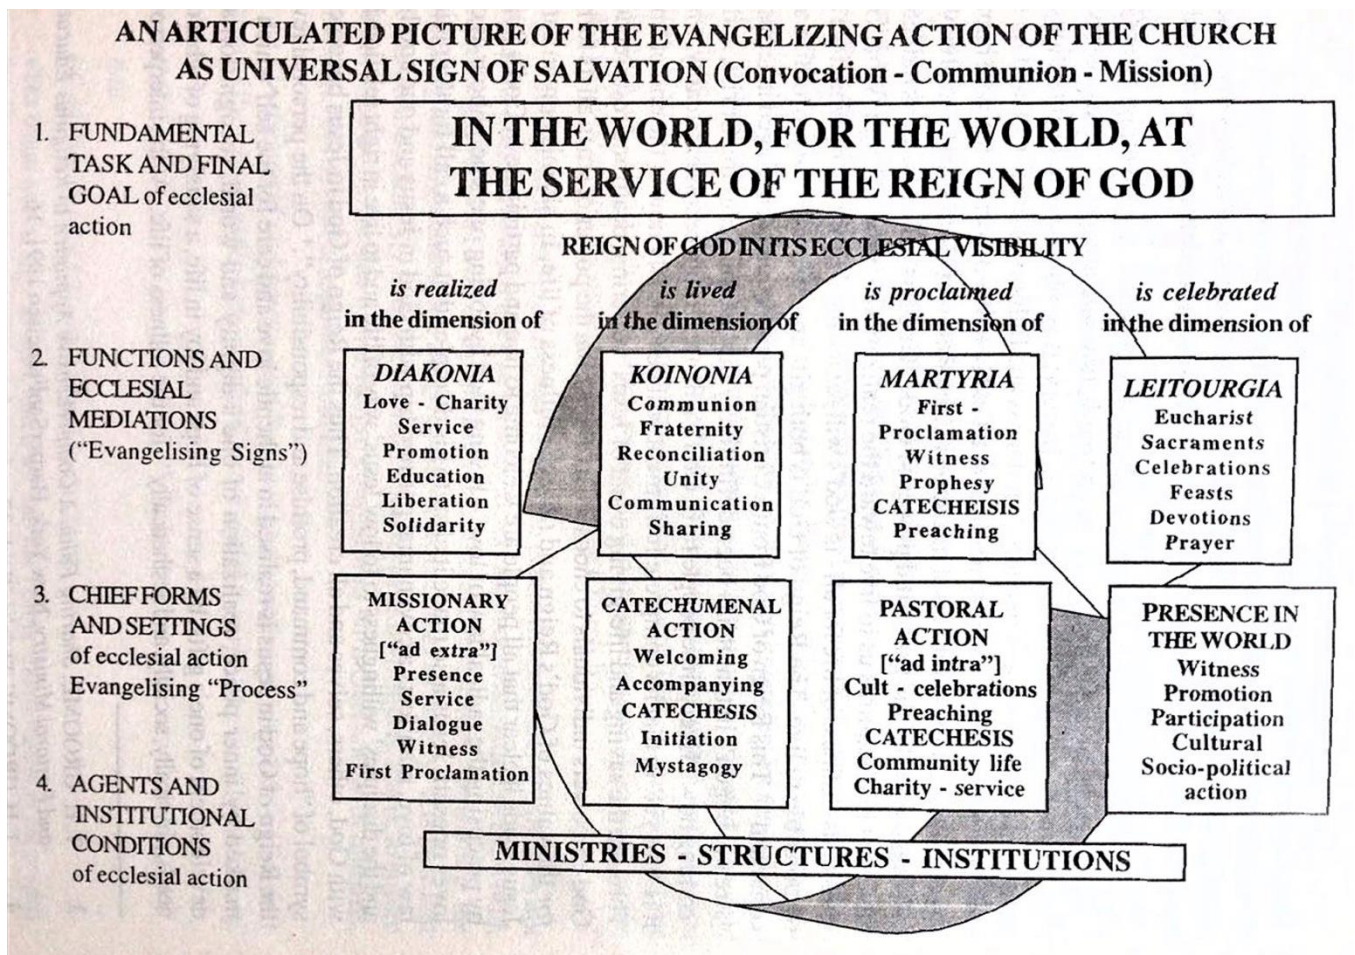 AN ARTICULATED PICTURE OF THE EVANGELIZING ACTION OF THE CHURCH
AS UNIVERSAL SIGN OF SALVATION (Convocation - Communion - Mission)
1. FUNDAMENTAL
TASK AND FINAL
GOAL of ecclesial
action
IN THE WORLD, FOR THE WORLD, AT
THE SERVICE OF THE REIGN OF GOD
REIGN OF GOD IN ITS ECCLESIAL VISIBILITY
is realized
in the dimension of
is lived
in the dimension of
is proclaimed
in the dimension of
is celebrated
in the dimension of
2. FUNCTIONS AND
ECCLESIAL
MEDIATIONS
(“Evangelising Signs”)
DIAKONIA
Love - Charity
Service
Promotion
Education
Liberation
Solidarity
KOINONIA
Communion
Fraternity
Reconciliation
Unity
Communication
Sharing
MARTYRIA
First -
Proclamation
Witness
Prophesy
CATECHEISIS
Preaching
LEITOURGIA
Eucharist
Sacraments
Celebrations
Feasts
Devotions
Prayer
3. CHIEF FORMS
AND SETTINGS
of ecclesial action
Evangelising “Process”
MISSIONARY
ACTION
[“ad extra”]
Presence
Service
Dialogue
Witness
First Proclamation
CATECHUMENAL
ACTION
Welcoming
Accompanying
CATECHESIS
Initiation
Mystagogy
PASTORAL
ACTION
[“ad intra”]
Cult - celebrations
Preaching
CATECHESIS
Community life
Charity - service
PRESENCE IN
THE WORLD
Witness
Promotion
Participation
Cultural
Socio-political
action
4. AGENTS AND
INSTITUTIONAL
CONDITIONS
of ecclesial action
MINISTRIES - STRUCTURES - INSTITUTIONS